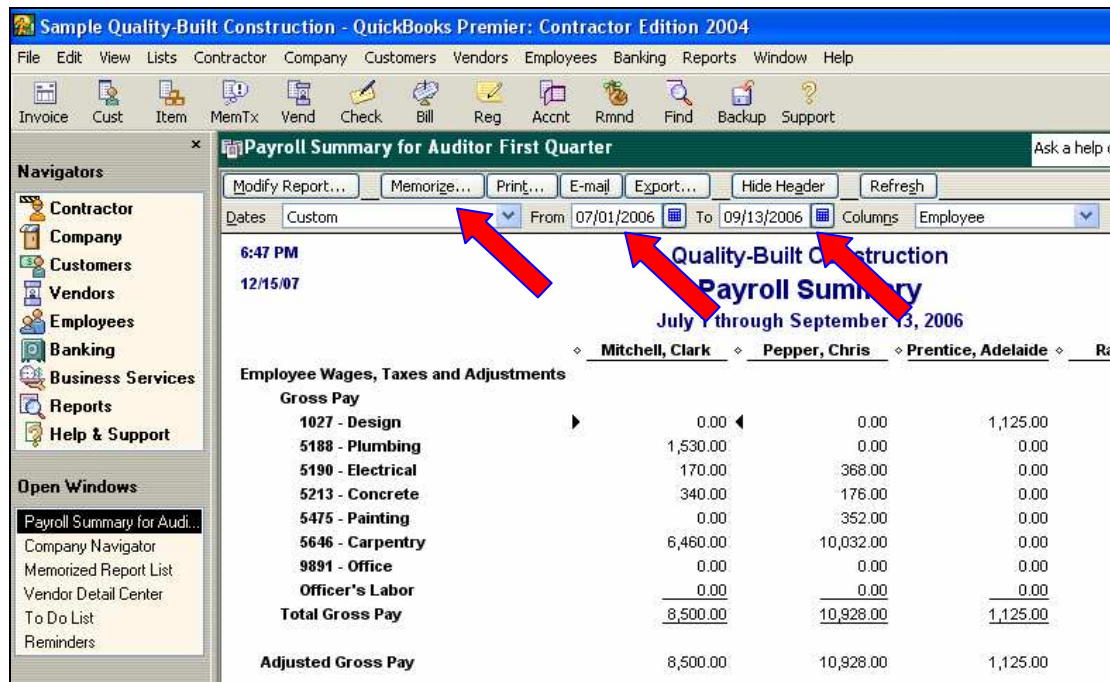 Sample Quality-Built Construction - QuickBooks Premier: Contractor Edition 2004
File Edit View Lists Contractor Company Customers Vendors Employees Banking Reports Window Help
Invoice Cust Item MemTx Vend Check Bill Reg Accnt Rmnd Find Backup Support
Navigators
Contractor
Company
Customers
Vendors
Employees
Banking
Business Services
Reports
Help & Support
Open Windows
Payroll Summary for Audi...
Company Navigator
Memorized Report List
Vendor Detail Center
To Do List
Reminders
Payroll Summary for Auditor First Quarter Ask a help
Modify Report... Memorize... Print... E-mail Export... Hide Header Refresh
Dates Custom From 07/01/2006 To 09/13/2006 Columns Employee
6:47 PM Quality-Built Construction
12/15/07 Payroll Summary
July 1 through September 13, 2006
Mitchell, Clark Pepper, Chris Prentice, Adelaide Ra
Employee Wages, Taxes and Adjustments
Gross Pay
1027 - Design 0.00 0.00 1,125.00
5188 - Plumbing 1,530.00 0.00 0.00
5190 - Electrical 170.00 368.00 0.00
5213 - Concrete 340.00 176.00 0.00
5475 - Painting 0.00 352.00 0.00
5646 - Carpentry 6,460.00 10,032.00 0.00
9891 - Office 0.00 0.00 0.00
Officer's Labor 0.00 0.00 0.00
Total Gross Pay 8,500.00 10,928.00 1,125.00
Adjusted Gross Pay 8,500.00 10,928.00 1,125.00